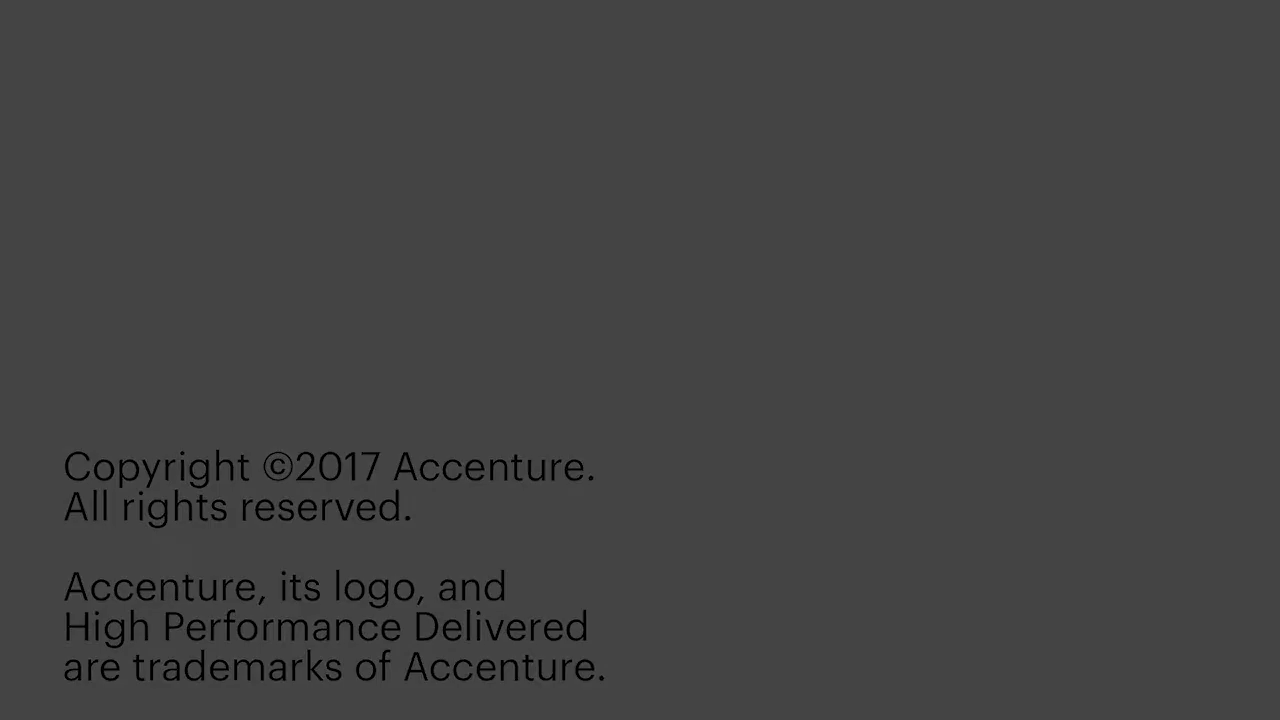 Copyright ©2017 Accenture.
All rights reserved.
Accenture, its logo, and
High Performance Delivered
are trademarks of Accenture.